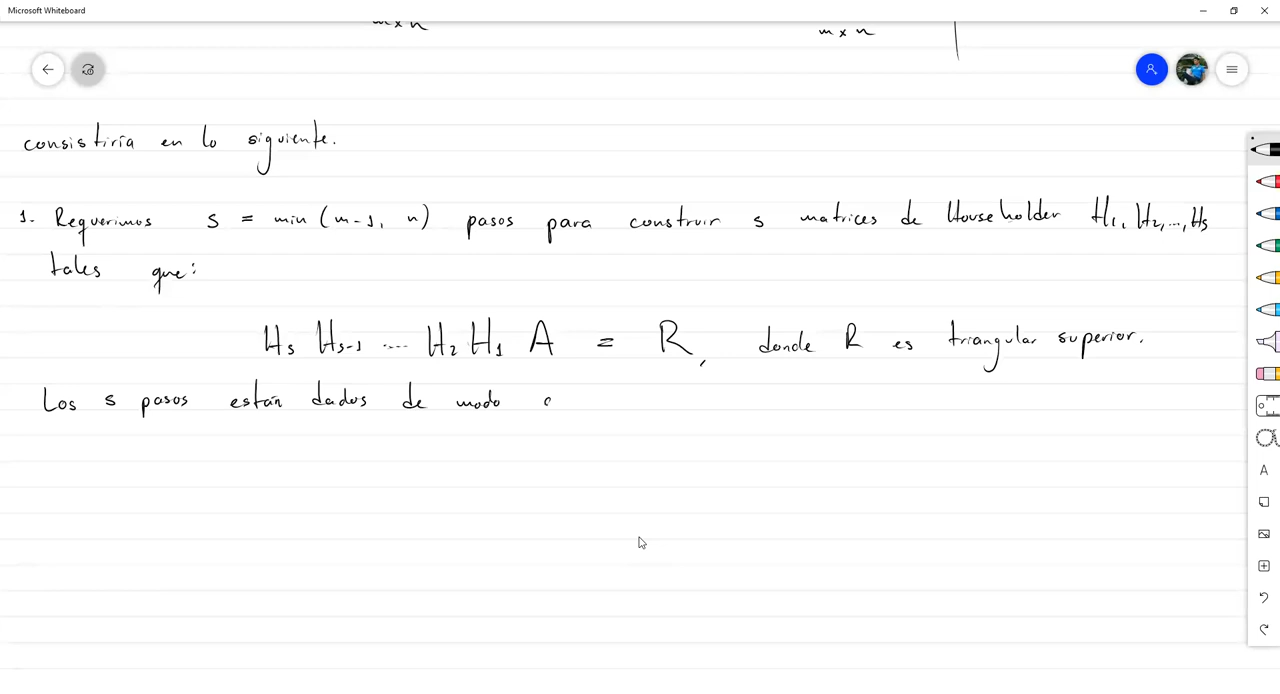 Microsoft Whiteboard
m x n
m x n
consistiría en lo siguiente.
1. Requerimos s = min (m-1, n) pasos para construir s matrices de Householder H₁, H₂, ..., Hs
tales que:
Hs Hs-1 .... H₂ H₁ A = R, donde R es triangular superior.
Los s pasos están dados de modo
A